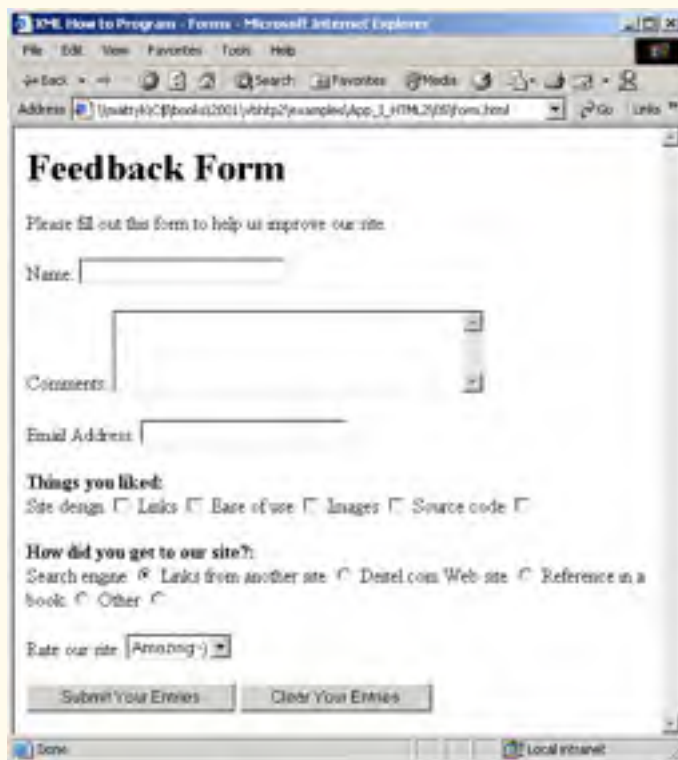 XML How to Program - Forms - Microsoft Internet Explorer
File Edit View Favorites Tools Help
Back Search Favorites Media
Address form.html Go Links
Feedback Form
Please fill out this form to help us improve our site.
Name:
Comments:
Email Address:
Things you liked:
Site design Links Ease of use Images Source code
How did you get to our site?:
Search engine Links from another site Deitel.com Web site Reference in a
book Other
Rate our site: Amazing:-)
Submit Your Entries Clear Your Entries
Done Local intranet